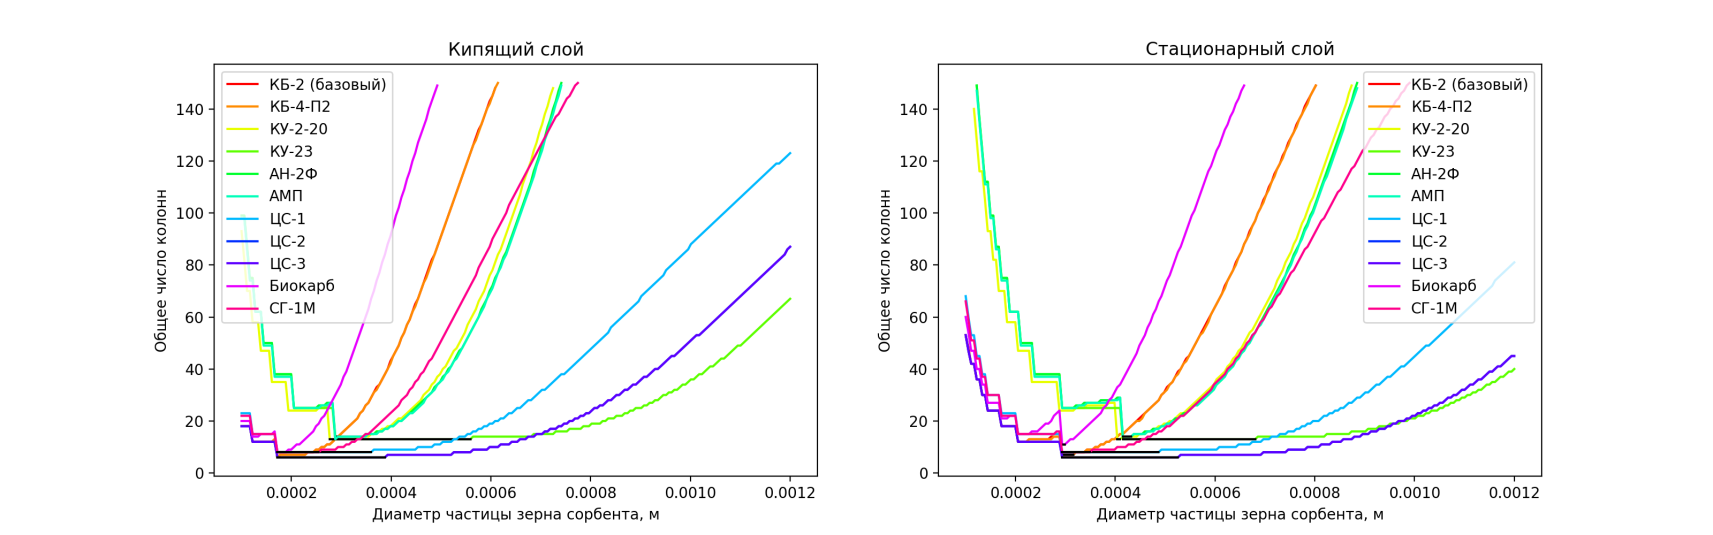 Кипящий слой
Общее число колонн
140
120
100
80
60
40
20
0
КБ-2 (базовый)
КБ-4-П2
КУ-2-20
КУ-23
АН-2Ф
АМП
ЦС-1
ЦС-2
ЦС-3
Биокарб
СГ-1М
0.0002 0.0004 0.0006 0.0008 0.0010 0.0012
Диаметр частицы зерна сорбента, м
Стационарный слой
Общее число колонн
140
120
100
80
60
40
20
0
КБ-2 (базовый)
КБ-4-П2
КУ-2-20
КУ-23
АН-2Ф
АМП
ЦС-1
ЦС-2
ЦС-3
Биокарб
СГ-1М
0.0002 0.0004 0.0006 0.0008 0.0010 0.0012
Диаметр частицы зерна сорбента, м